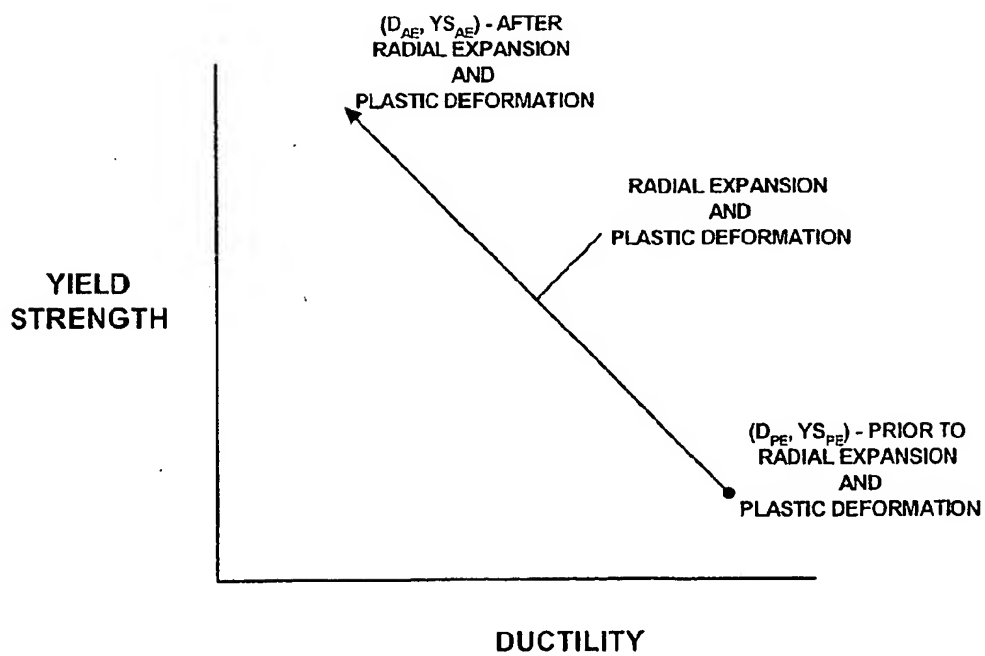 (D_AE, YS_AE) - AFTER
RADIAL EXPANSION
AND
PLASTIC DEFORMATION
RADIAL EXPANSION
AND
PLASTIC DEFORMATION
YIELD
STRENGTH
(D_PE, YS_PE) - PRIOR TO
RADIAL EXPANSION
AND
PLASTIC DEFORMATION
DUCTILITY